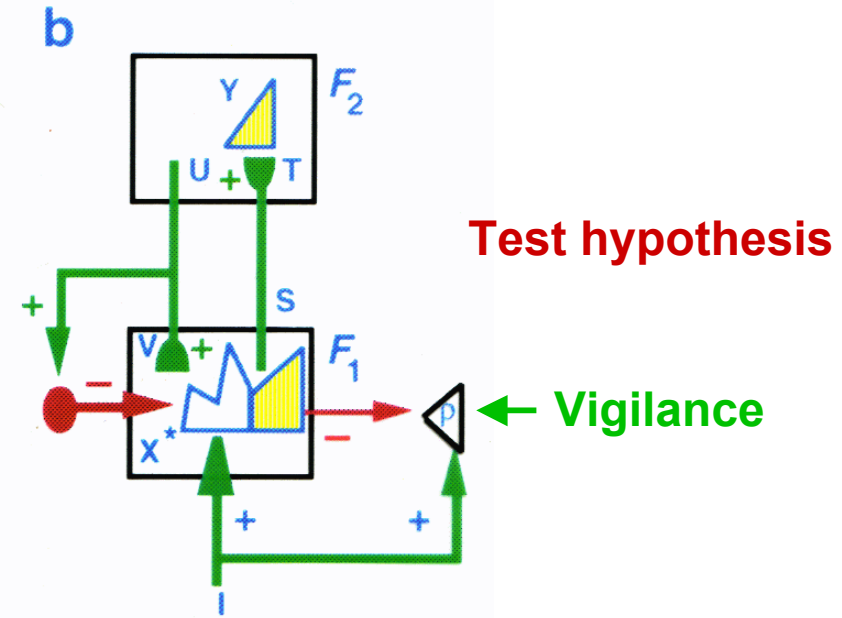 b
Y
F2
U + T
Test hypothesis
+
S
V + F1
−
ρ Vigilance
X*
−
+ +
I